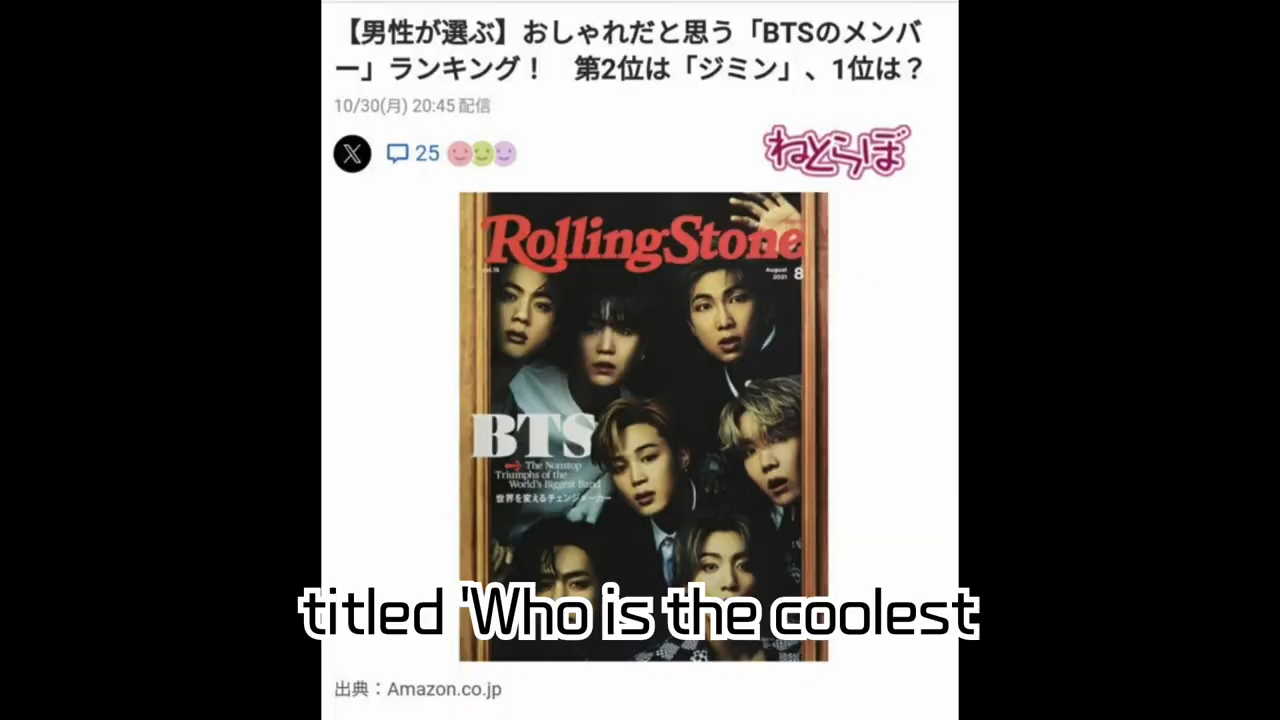 【男性が選ぶ】おしゃれだと思う「BTSのメンバ
ー」ランキング！　第2位は「ジミン」、1位は？
10/30(月) 20:45 配信
25
ねとらぼ
RollingStone
vol.15
August
2021
8
BTS
The Nonstop
Triumphs of the
World's Biggest Band
世界を変えるチェンジメーカー
titled 'Who is the coolest
出典：Amazon.co.jp